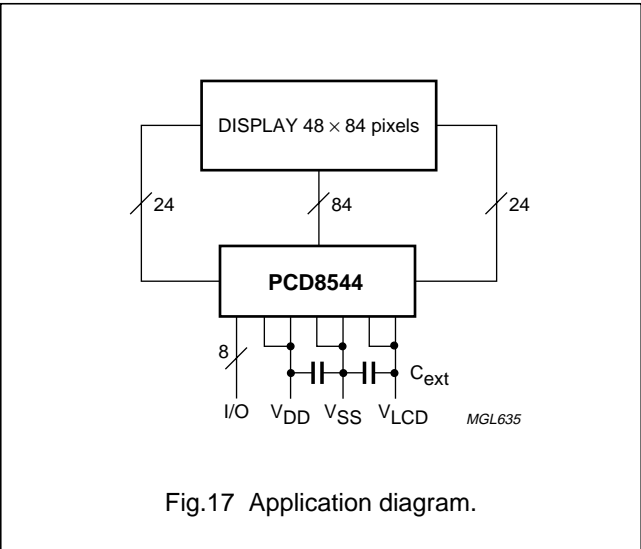 DISPLAY 48 × 84 pixels
24
84
24
PCD8544
8
C_ext
I/O V_DD V_SS V_LCD MGL635
Fig.17 Application diagram.